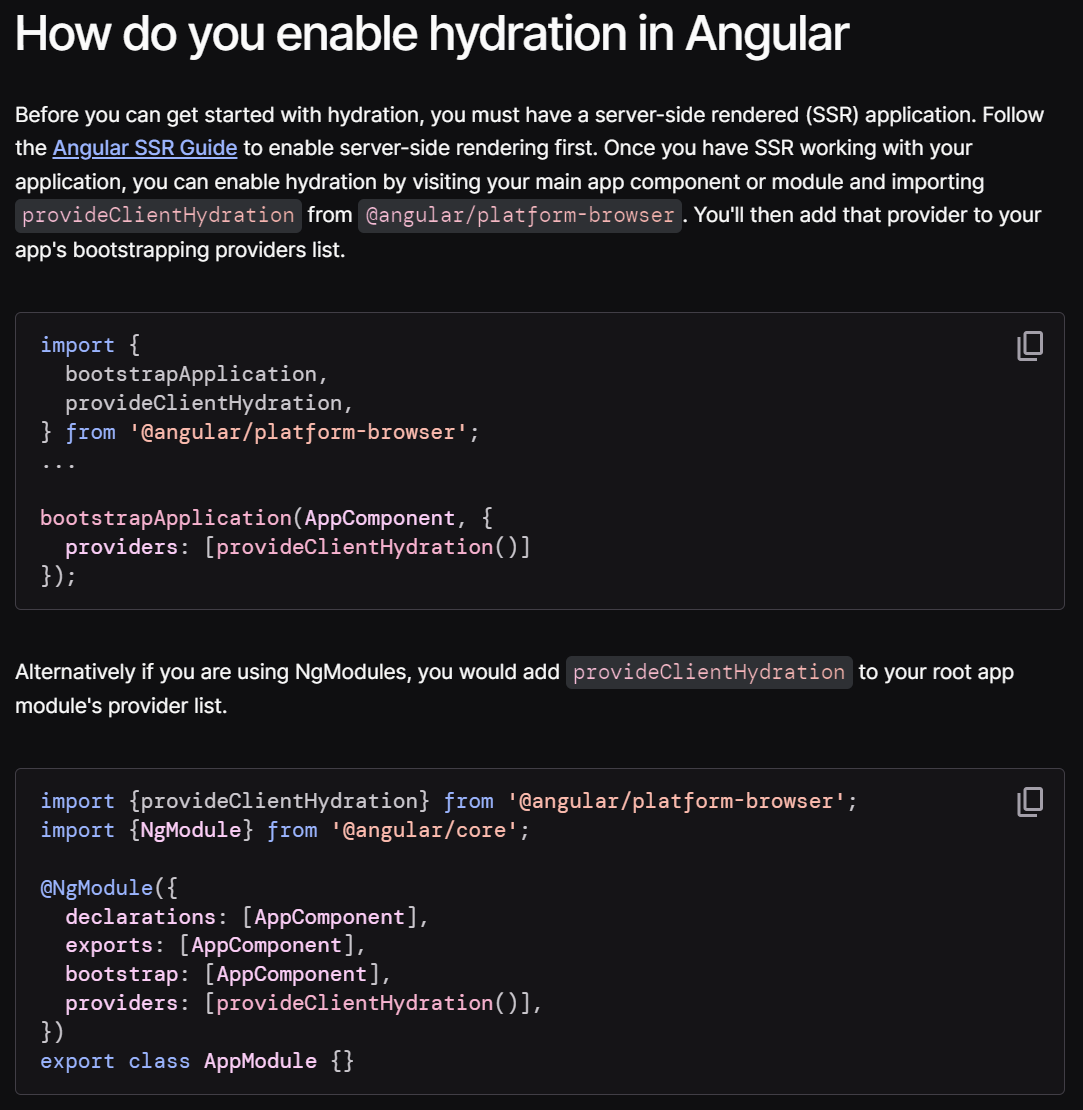 How do you enable hydration in Angular
Before you can get started with hydration, you must have a server-side rendered (SSR) application. Follow
the Angular SSR Guide to enable server-side rendering first. Once you have SSR working with your
application, you can enable hydration by visiting your main app component or module and importing
provideClientHydration from @angular/platform-browser. You'll then add that provider to your
app's bootstrapping providers list.
import {
  bootstrapApplication,
  provideClientHydration,
} from '@angular/platform-browser';
...
bootstrapApplication(AppComponent, {
  providers: [provideClientHydration()]
});
Alternatively if you are using NgModules, you would add provideClientHydration to your root app
module's provider list.
import {provideClientHydration} from '@angular/platform-browser';
import {NgModule} from '@angular/core';
@NgModule({
  declarations: [AppComponent],
  exports: [AppComponent],
  bootstrap: [AppComponent],
  providers: [provideClientHydration()],
})
export class AppModule {}